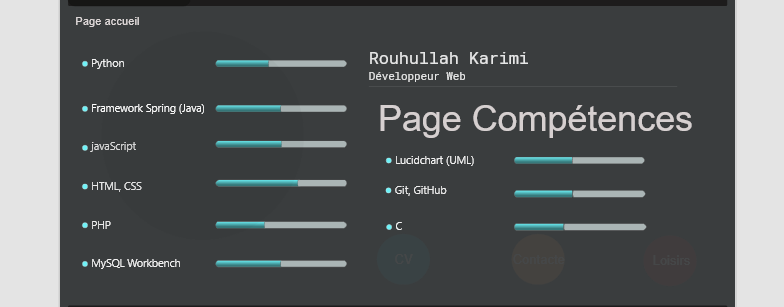 Page accueil
Python
Framework Spring (Java)
javaScript
HTML, CSS
PHP
MySQL Workbench
Rouhullah Karimi
Développeur Web
Page Compétences
Lucidchart (UML)
Git, GitHub
C
CV
Contacte
Loisirs